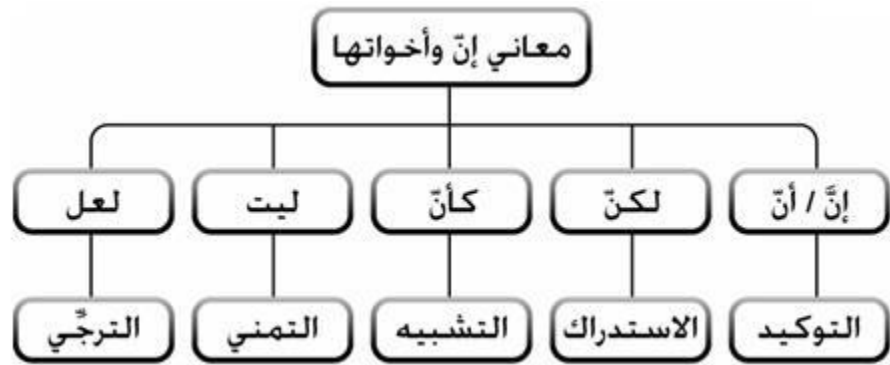 معاني إنّ وأخواتها
إنَّ / أنّ
لكنّ
كأنّ
ليت
لعل
التوكيد
الاستدراك
التشبيه
التمني
الترجِّي